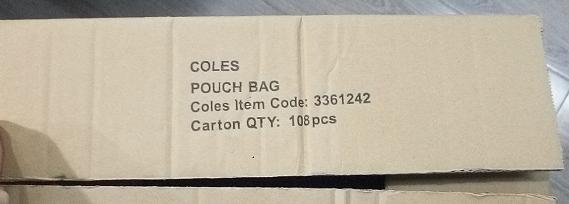 COLES
POUCH BAG
Coles Item Code: 3361242
Carton QTY: 108pcs